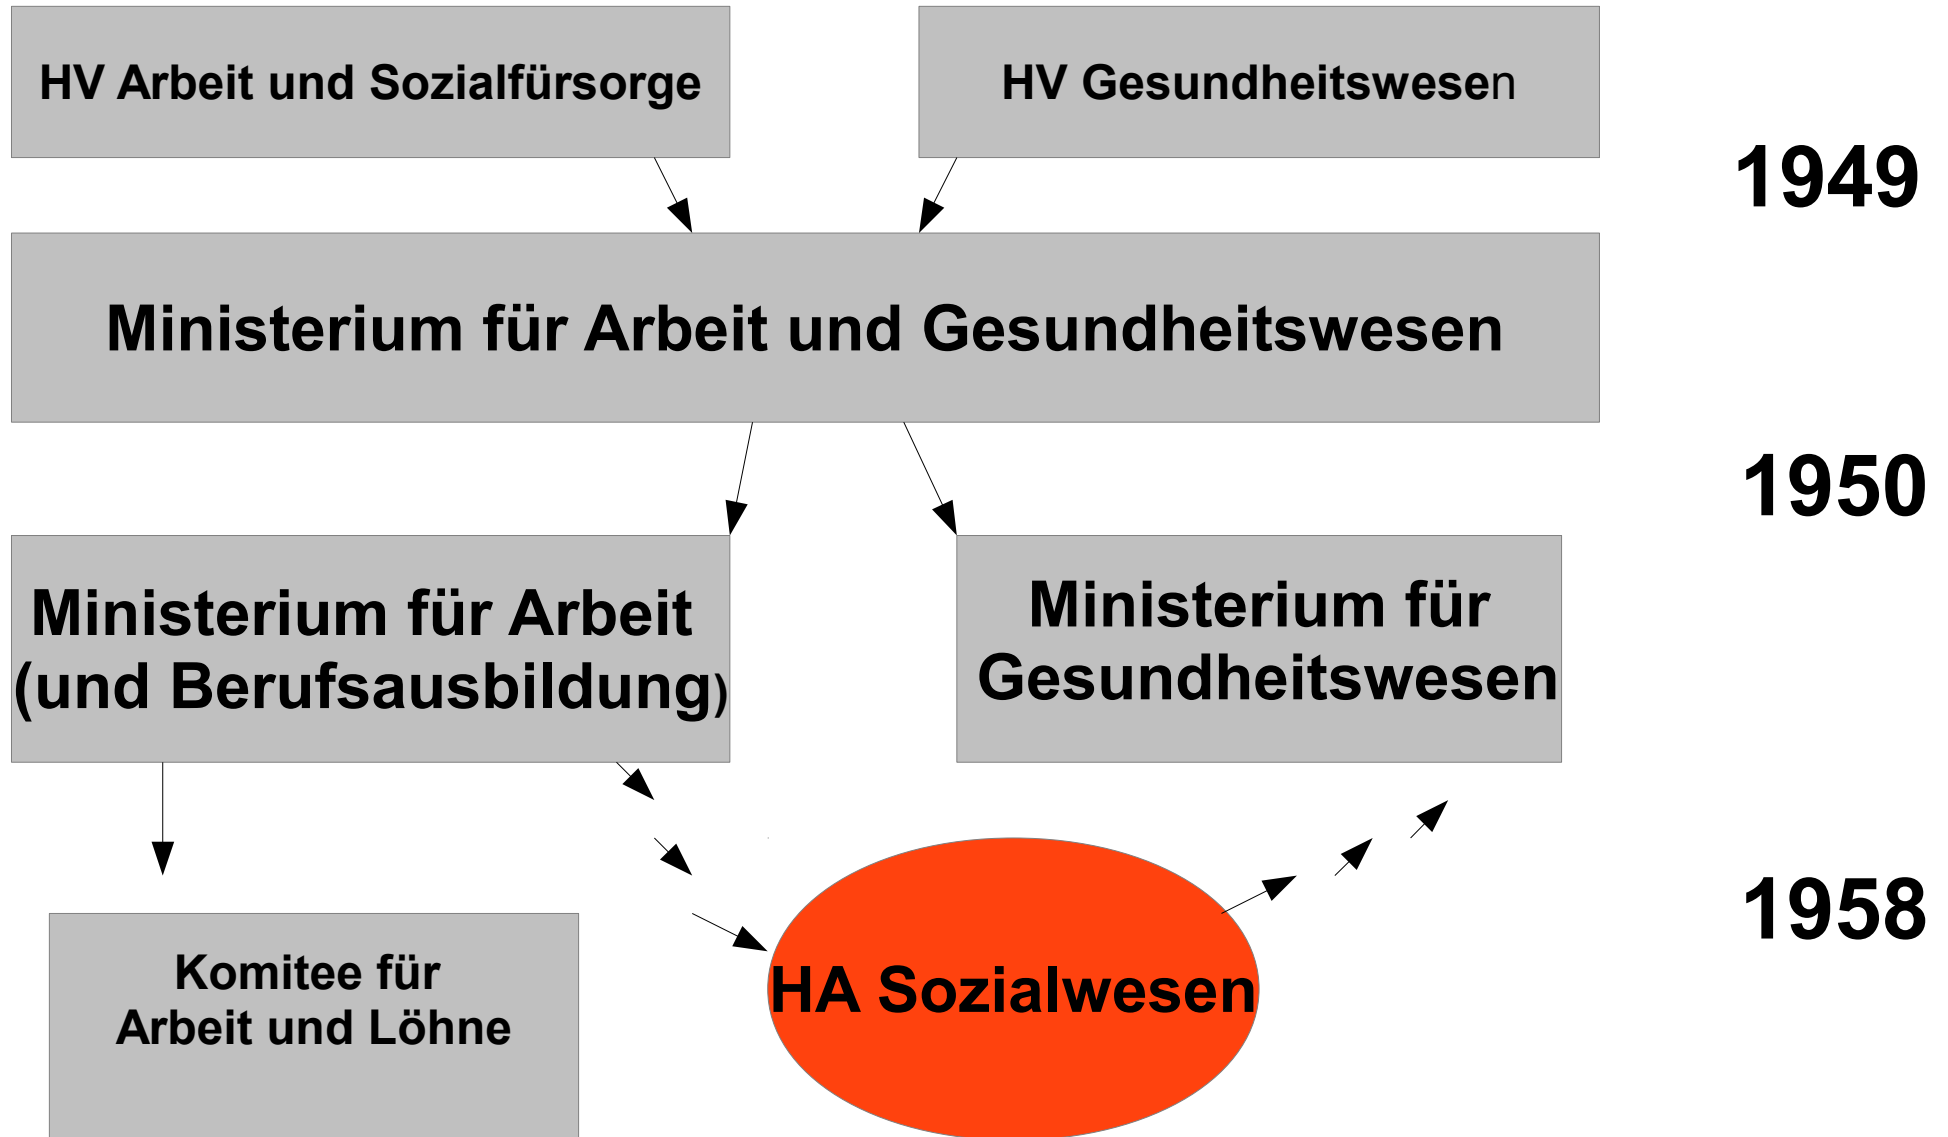 HV Arbeit und Sozialfürsorge
HV Gesundheitswesen
1949
Ministerium für Arbeit und Gesundheitswesen
1950
Ministerium für Arbeit
(und Berufsausbildung)
Ministerium für
Gesundheitswesen
1958
Komitee für
Arbeit und Löhne
HA Sozialwesen